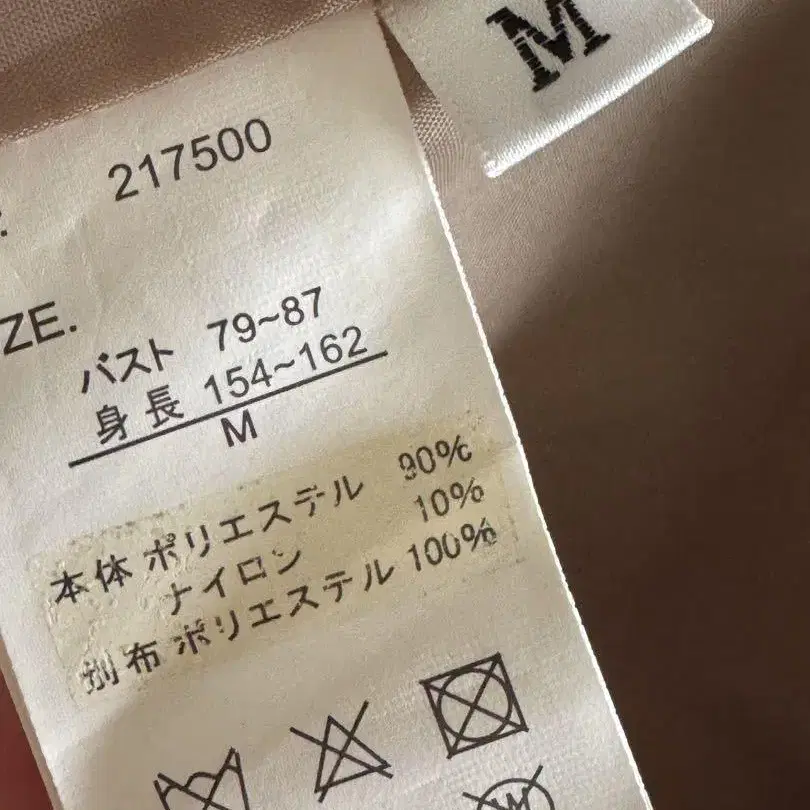 M
217500
ZE.
バスト 79~87
身長 154~162
M
本体 ポリエステル 90%
ナイロン 10%
別布 ポリエステル 100%
W